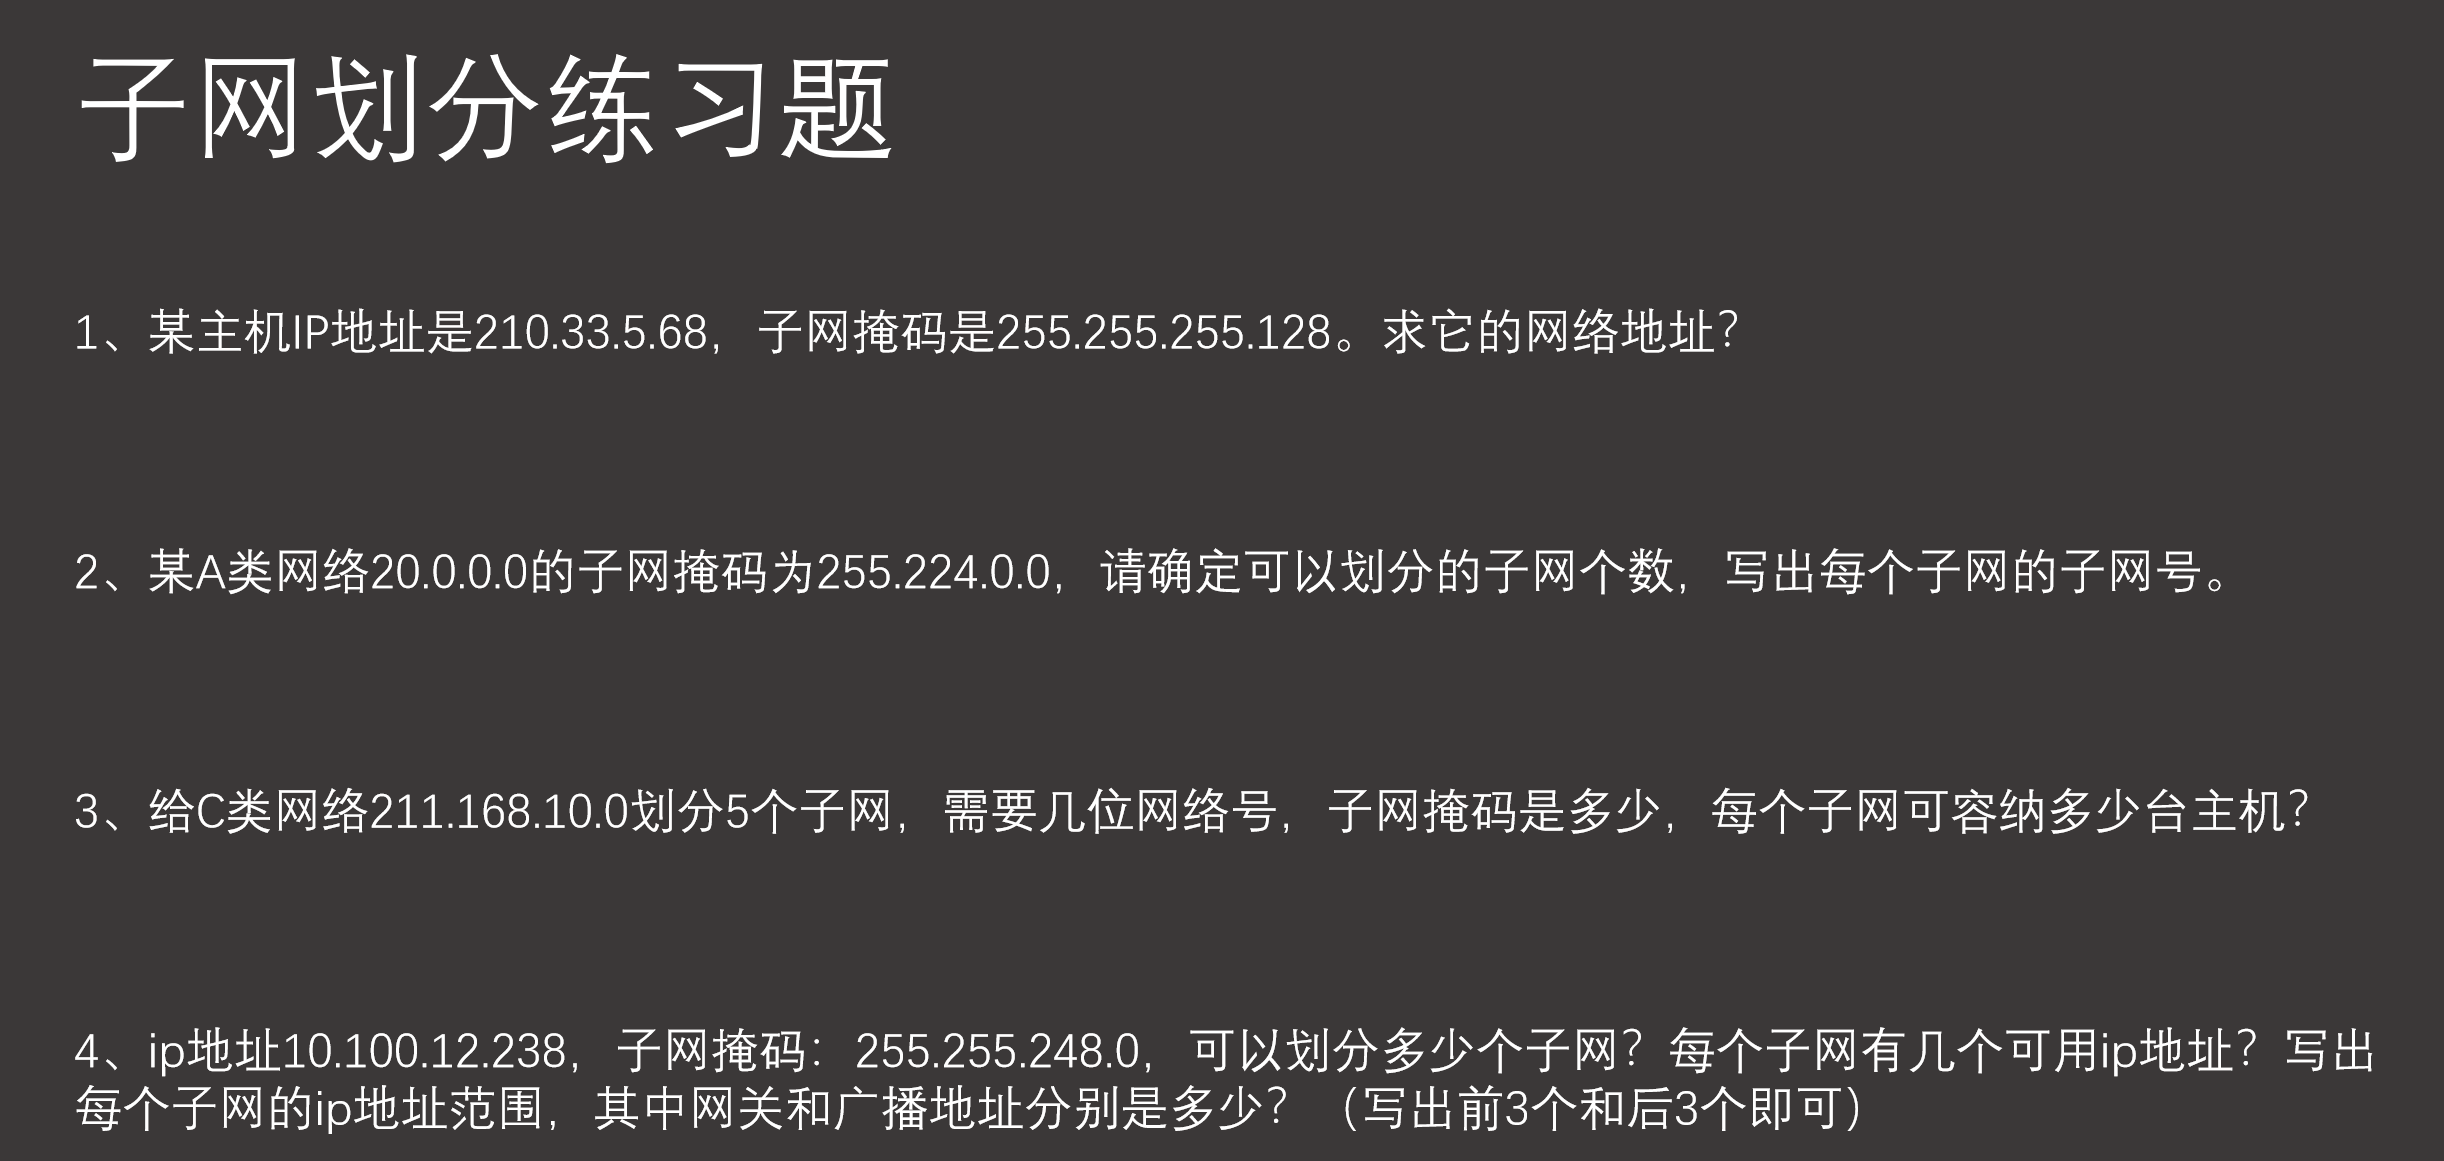 子网划分练习题
1、某主机IP地址是210.33.5.68，子网掩码是255.255.255.128。求它的网络地址？
2、某A类网络20.0.0.0的子网掩码为255.224.0.0，请确定可以划分的子网个数，写出每个子网的子网号。
3、给C类网络211.168.10.0划分5个子网，需要几位网络号，子网掩码是多少，每个子网可容纳多少台主机？
4、ip地址10.100.12.238，子网掩码：255.255.248.0，可以划分多少个子网？每个子网有几个可用ip地址？写出
每个子网的ip地址范围，其中网关和广播地址分别是多少？（写出前3个和后3个即可）